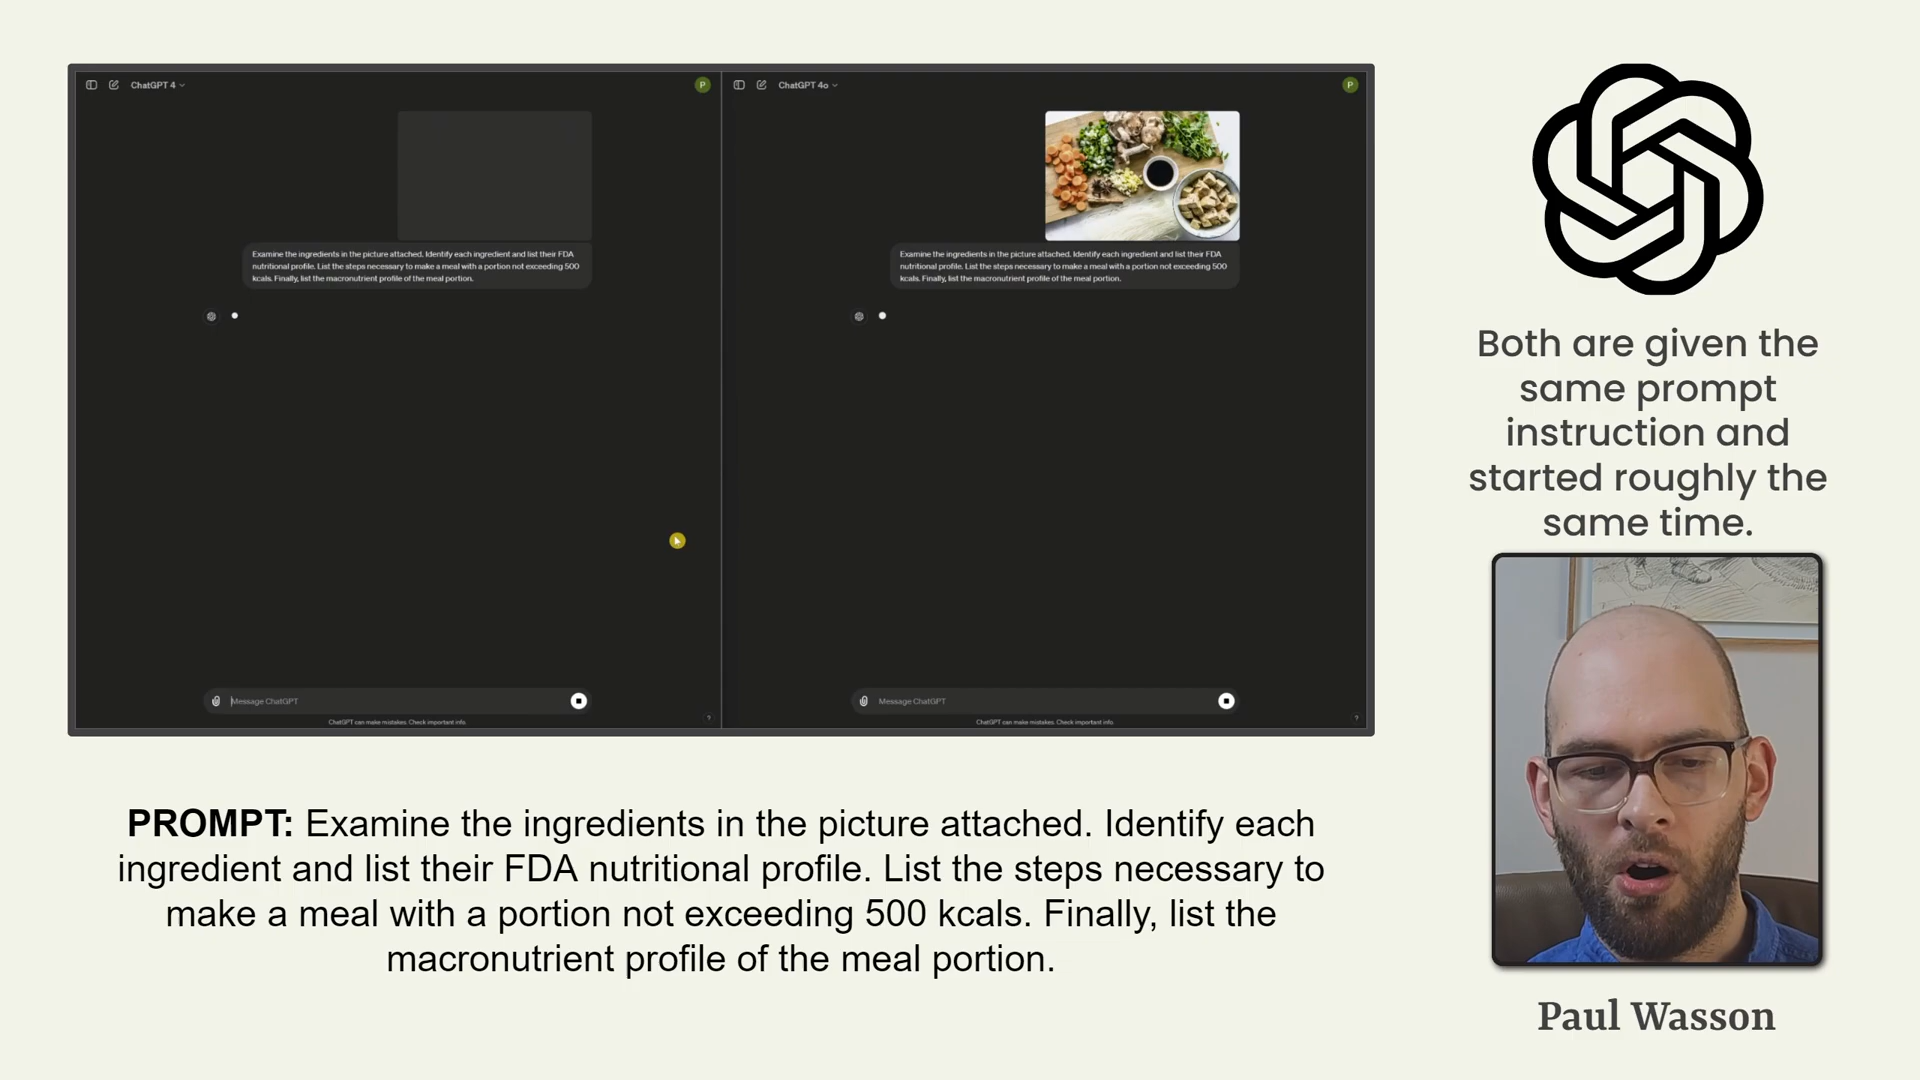 ChatGPT 4
P
Examine the ingredients in the picture attached. Identify each ingredient and list their FDA
nutritional profile. List the steps necessary to make a meal with a portion not exceeding 500
kcals. Finally, list the macronutrient profile of the meal portion.
Message ChatGPT
ChatGPT can make mistakes. Check important info.
?
ChatGPT 4o
P
Examine the ingredients in the picture attached. Identify each ingredient and list their FDA
nutritional profile. List the steps necessary to make a meal with a portion not exceeding 500
kcals. Finally, list the macronutrient profile of the meal portion.
Message ChatGPT
ChatGPT can make mistakes. Check important info.
?
Both are given the
same prompt
instruction and
started roughly the
same time.
PROMPT: Examine the ingredients in the picture attached. Identify each
ingredient and list their FDA nutritional profile. List the steps necessary to
make a meal with a portion not exceeding 500 kcals. Finally, list the
macronutrient profile of the meal portion.
Paul Wasson